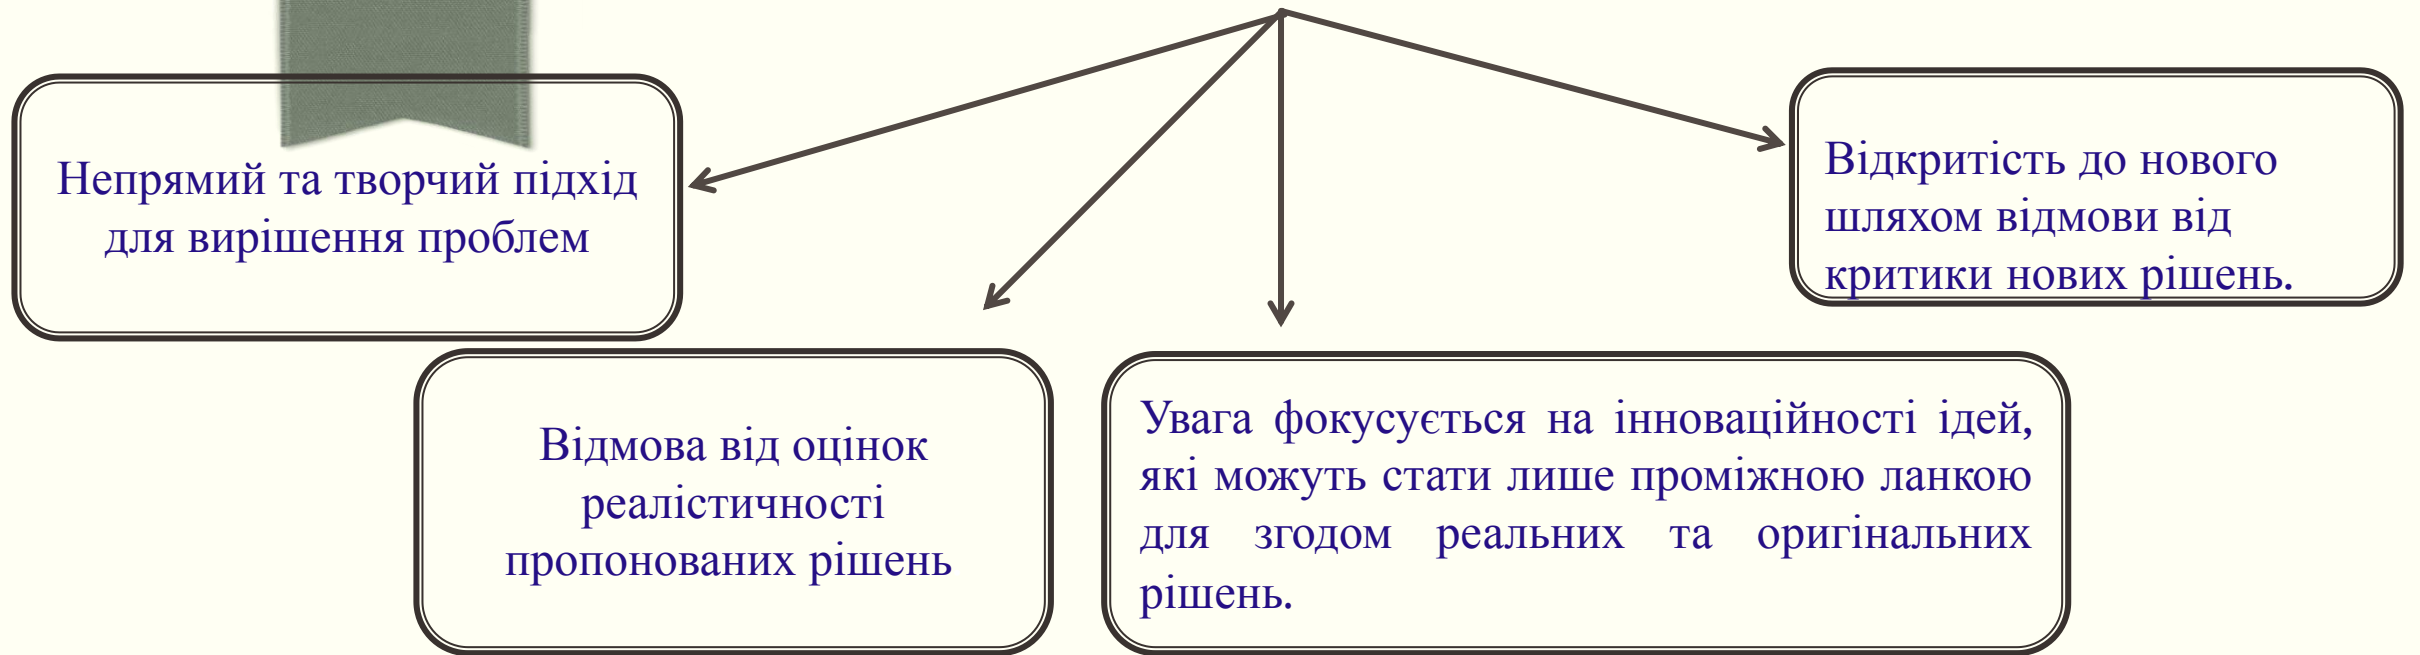 Непрямий та творчий підхід
для вирішення проблем
Відкритість до нового
шляхом відмови від
критики нових рішень.
Відмова від оцінок
реалістичності
пропонованих рішень
Увага фокусується на інноваційності ідей,
які можуть стати лише проміжною ланкою
для згодом реальних та оригінальних
рішень.